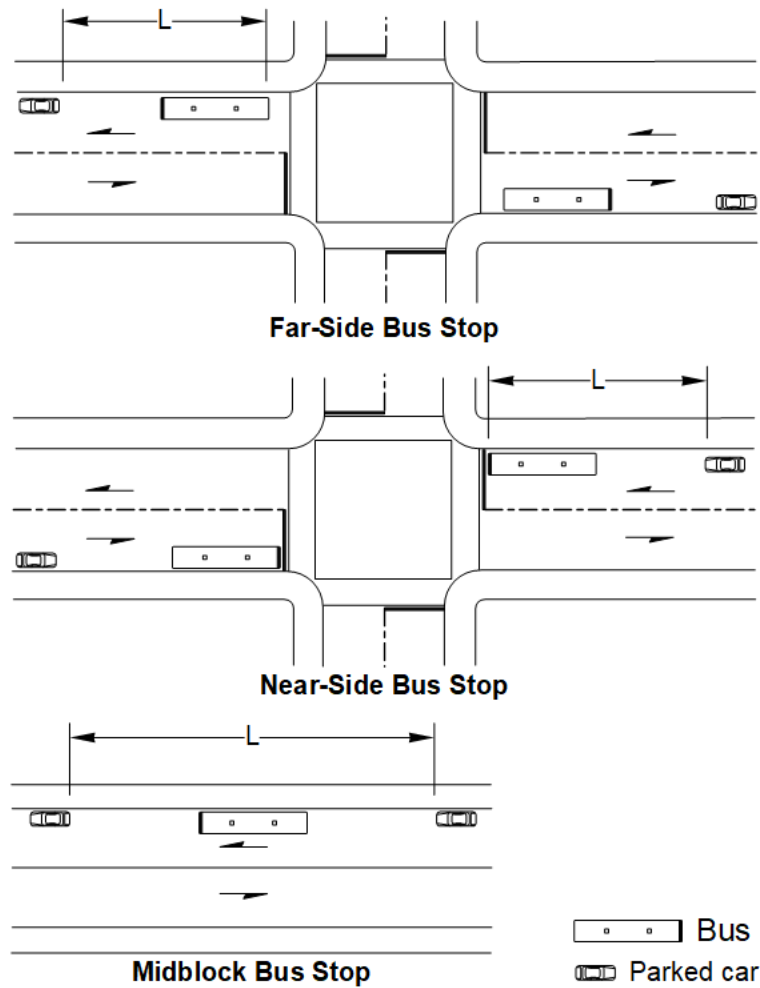 L
Far-Side Bus Stop
L
Near-Side Bus Stop
L
Midblock Bus Stop
Bus
Parked car